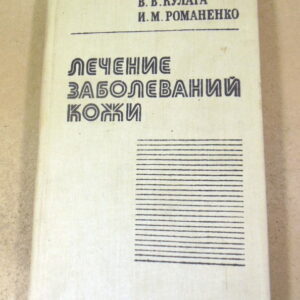 В. В. КУЛАГА
И. М. РОМАНЕНКО
ЛЕЧЕНИЕ
ЗАБОЛЕВАНИЙ
КОЖИ